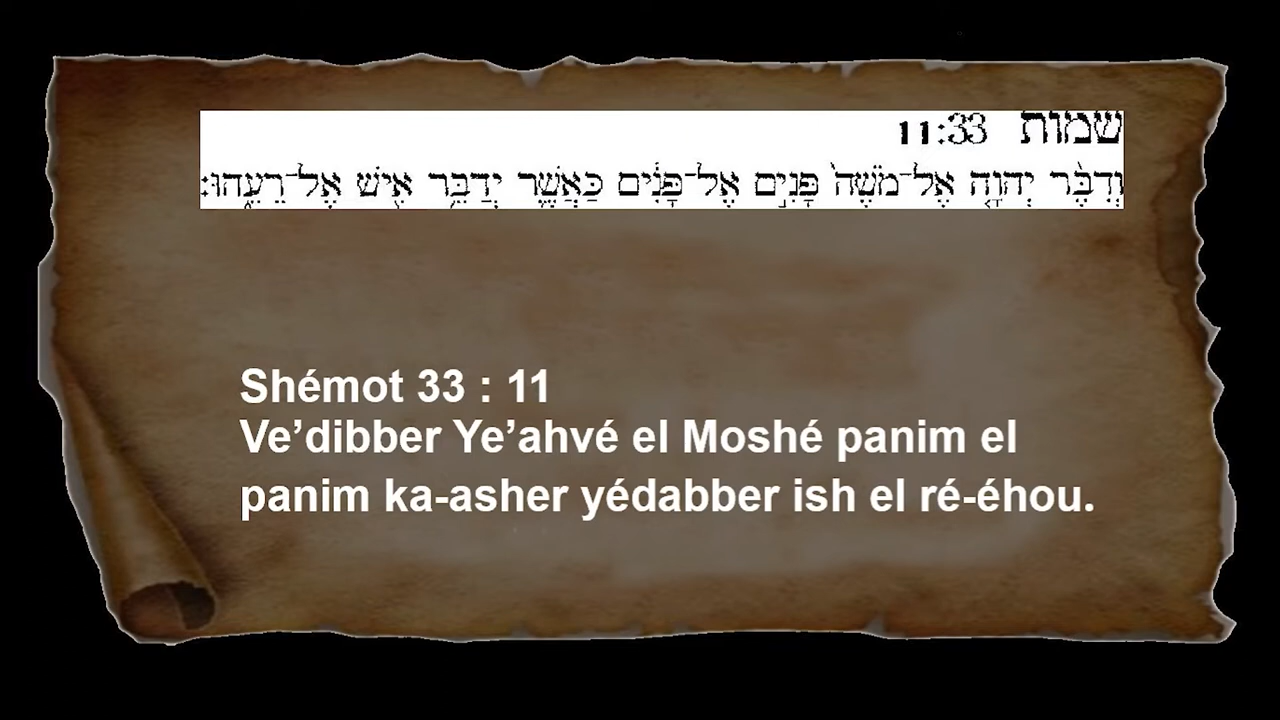 שמות 11:33
וְדִבֶּ֨ר יְהוָ֤ה אֶל־מֹשֶׁה֙ פָּנִ֣ים אֶל־פָּנִ֔ים כַּאֲשֶׁ֛ר יְדַבֵּ֥ר אִ֖ישׁ אֶל־רֵעֵ֑הוּ׃
Shémot 33 : 11
Ve’dibber Ye’ahvé el Moshé panim el
panim ka-asher yédabber ish el ré-éhou.